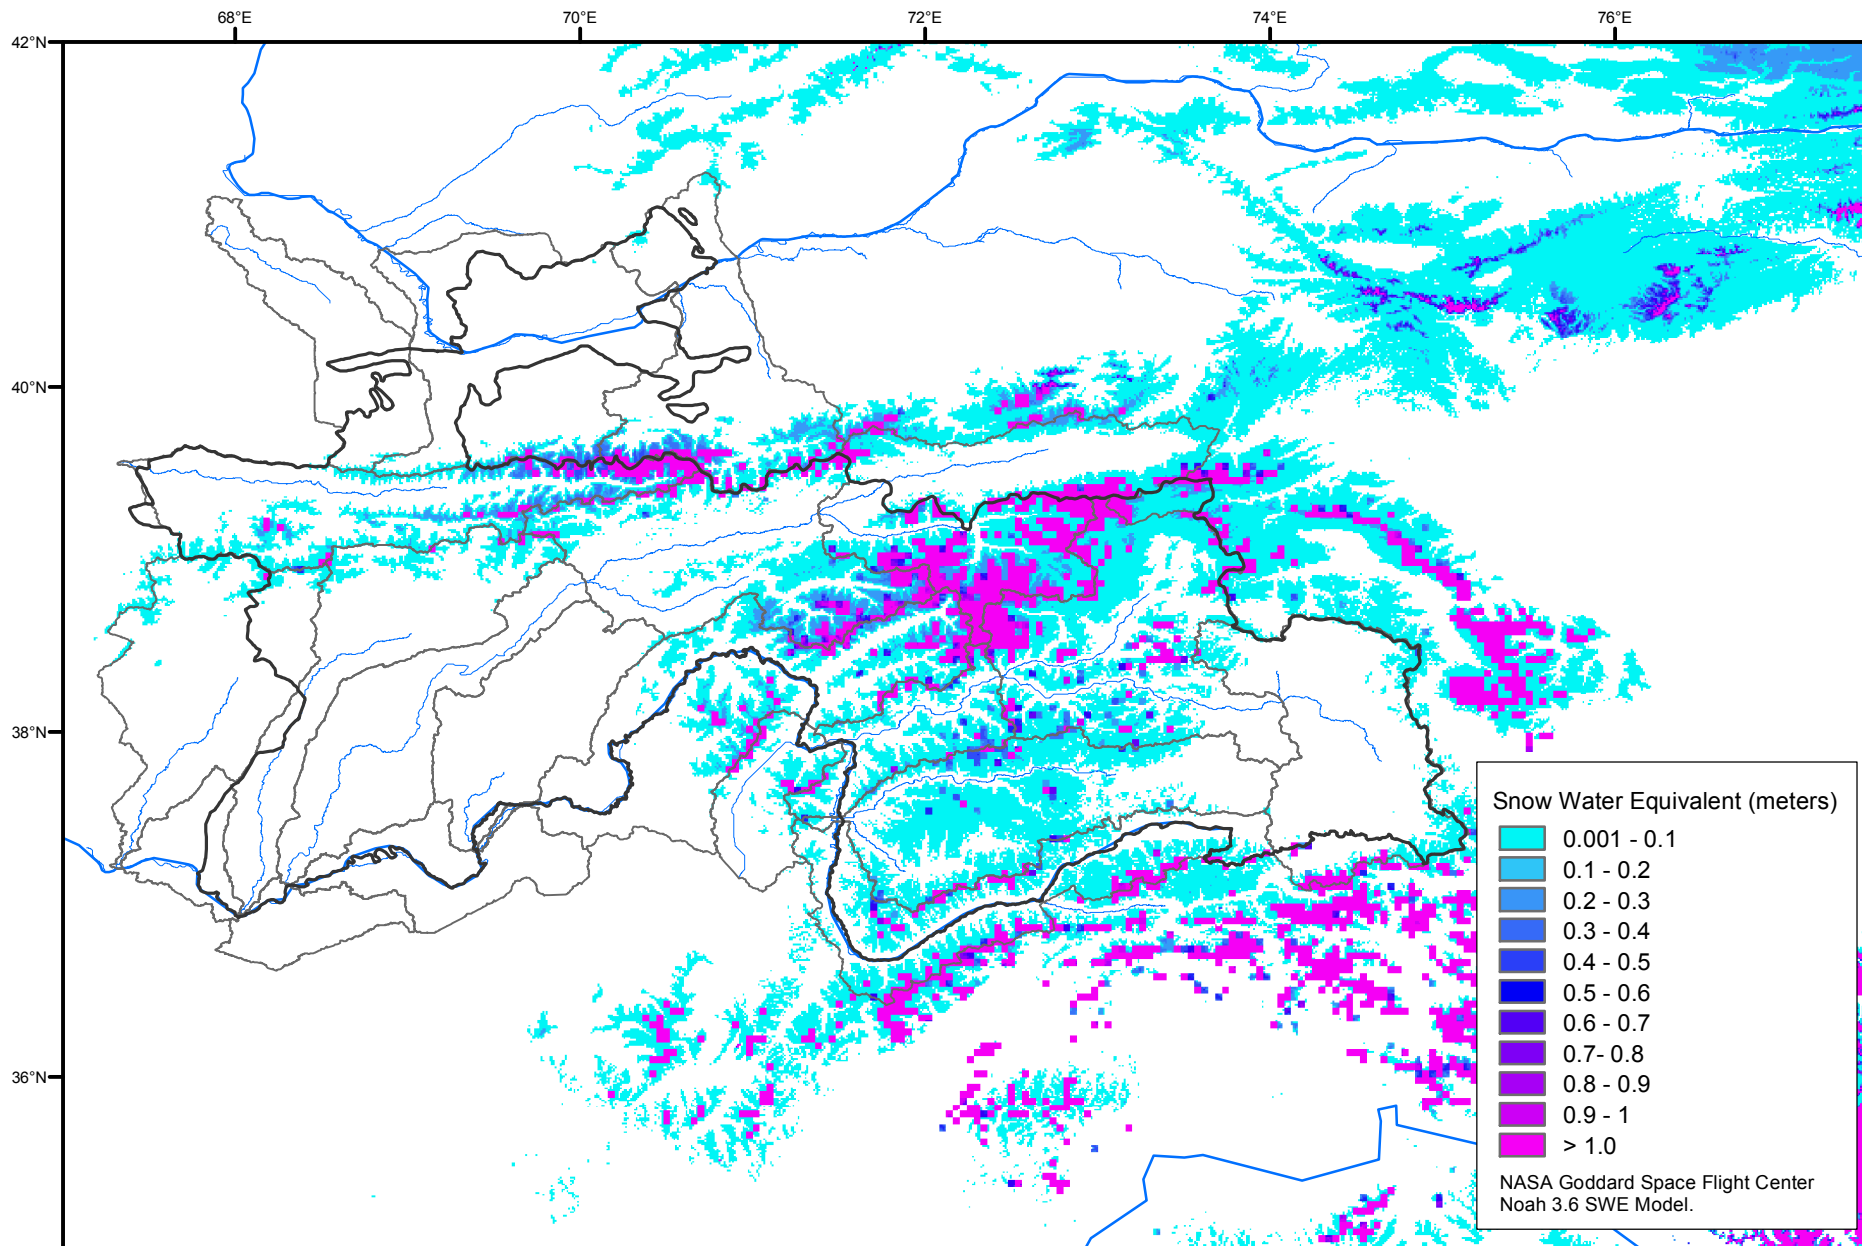 68°E
70°E
72°E
74°E
76°E
42°N
40°N
38°N
36°N
Snow Water Equivalent (meters)
0.001 - 0.1
0.1 - 0.2
0.2 - 0.3
0.3 - 0.4
0.4 - 0.5
0.5 - 0.6
0.6 - 0.7
0.7- 0.8
0.8 - 0.9
0.9 - 1
> 1.0
NASA Goddard Space Flight Center
Noah 3.6 SWE Model.